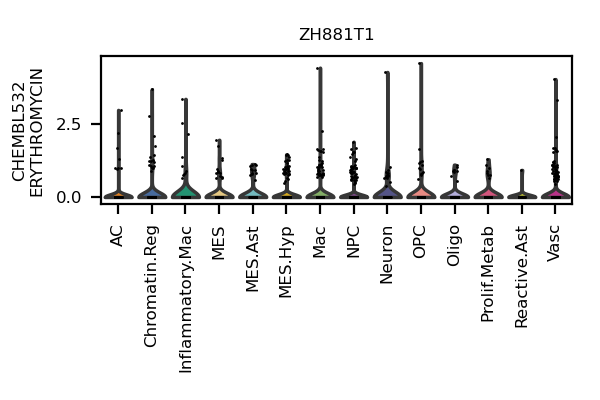 ZH881T1
CHEMBL532
ERYTHROMYCIN
2.5
0.0
AC
Chromatin.Reg
Inflammatory.Mac
MES
MES.Ast
MES.Hyp
Mac
NPC
Neuron
OPC
Oligo
Prolif.Metab
Reactive.Ast
Vasc